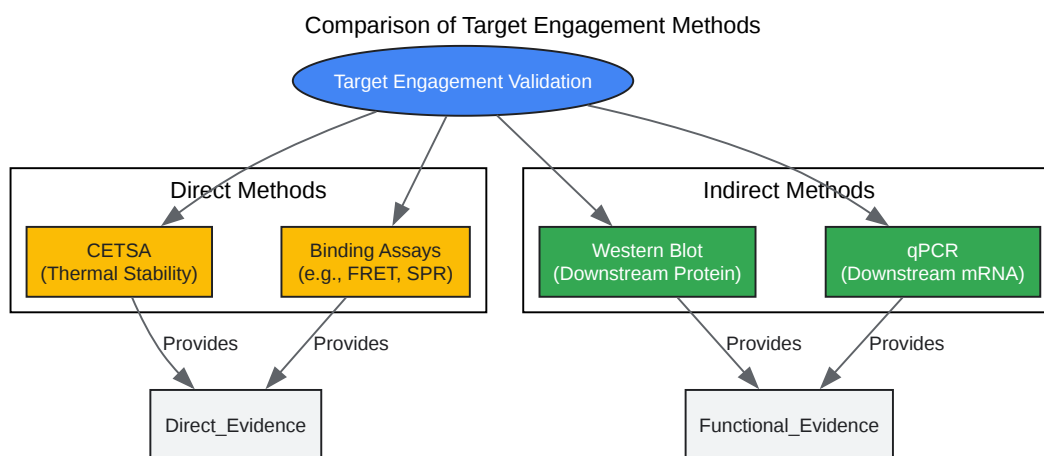 Comparison of Target Engagement Methods
Target Engagement Validation
Direct Methods
Indirect Methods
CETSA
(Thermal Stability)
Binding Assays
(e.g., FRET, SPR)
Western Blot
(Downstream Protein)
qPCR
(Downstream mRNA)
Provides
Provides
Provides
Provides
Direct_Evidence
Functional_Evidence